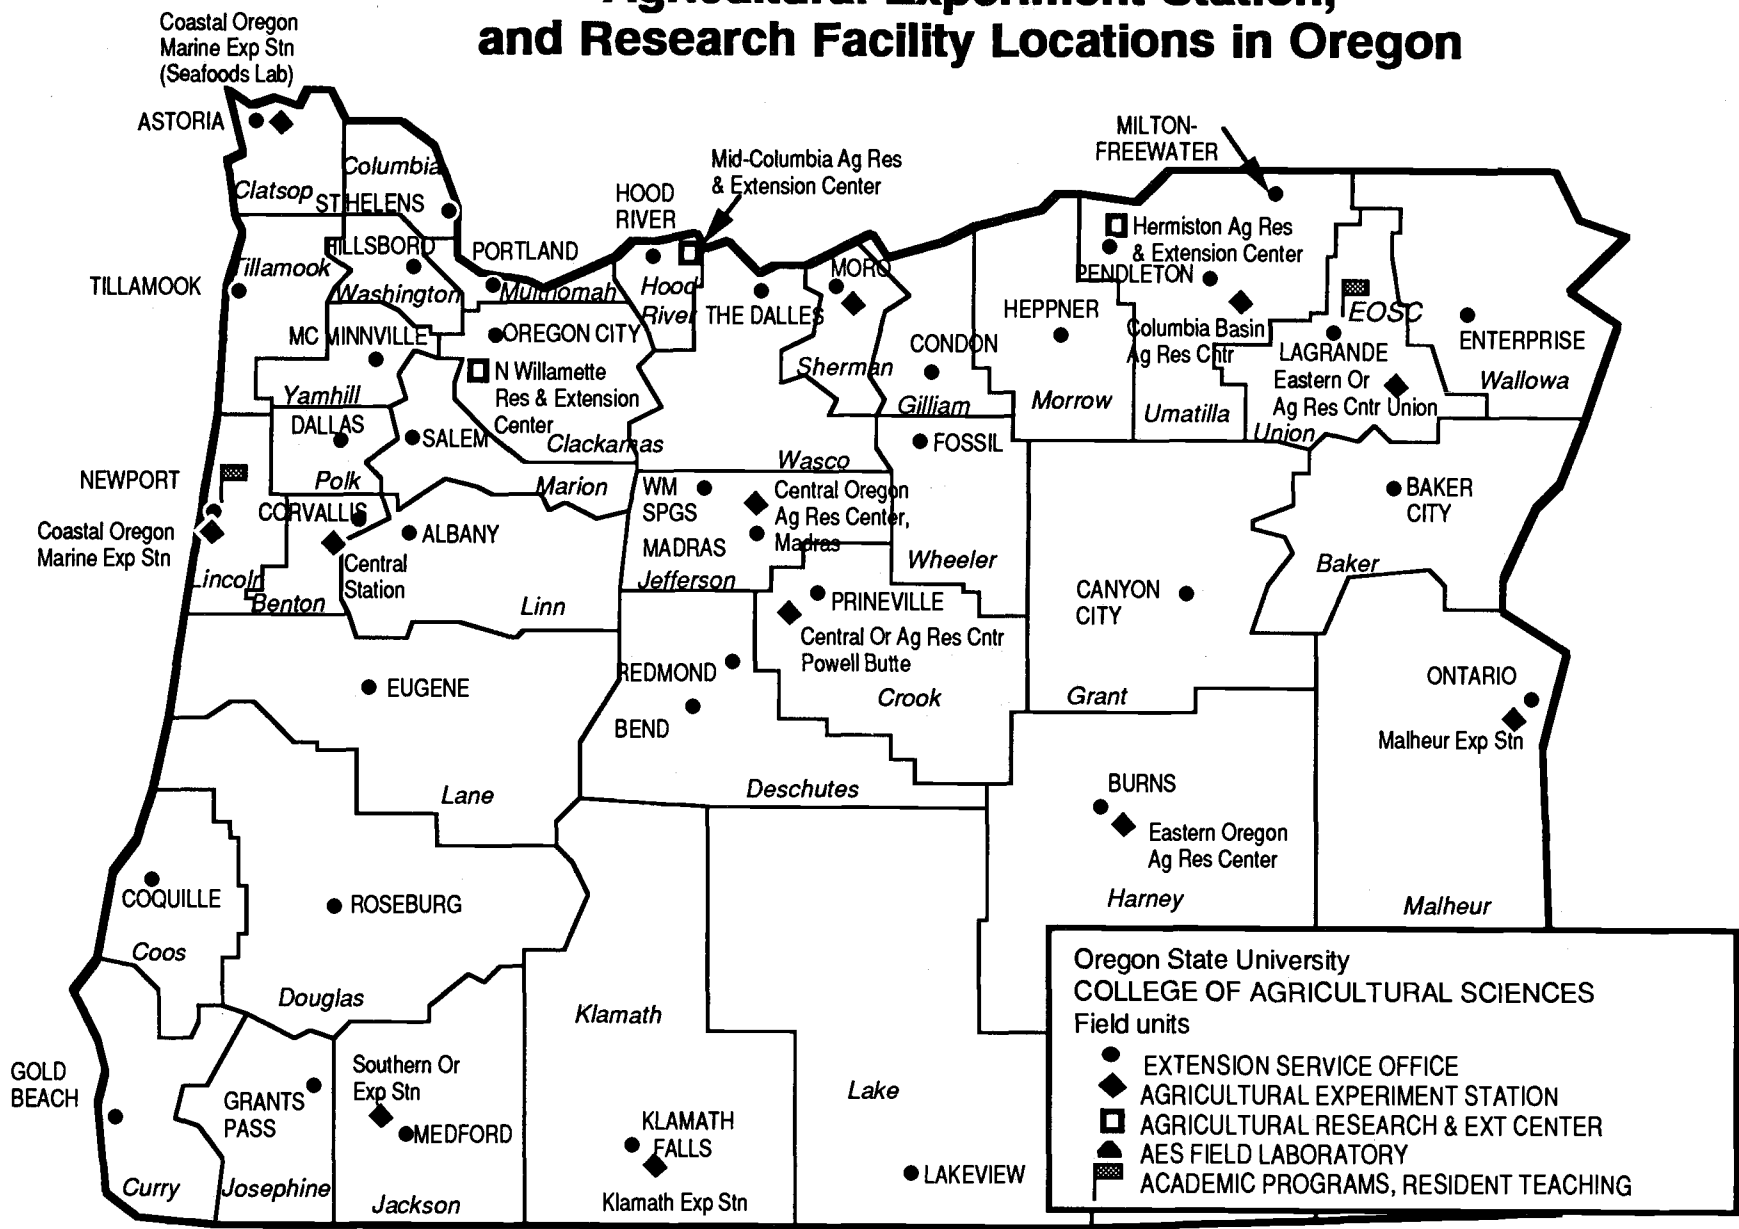 Agricultural Experiment Station,
and Research Facility Locations in Oregon
Coastal Oregon
Marine Exp Stn
(Seafoods Lab)
ASTORIA
Clatsop
Columbia
ST HELENS
TILLAMOOK
Tillamook
HILLSBORO
Washington
PORTLAND
Multnomah
HOOD
RIVER
Mid-Columbia Ag Res
& Extension Center
Hood
River
THE DALLES
MORO
Sherman
CONDON
Gilliam
HEPPNER
Morrow
MILTON-
FREEWATER
Hermiston Ag Res
& Extension Center
PENDLETON
Columbia Basin
Ag Res Cntr
Umatilla
EOSC
LAGRANDE
Eastern Or
Ag Res Cntr Union
Union
ENTERPRISE
Wallowa
MC MINNVILLE
Yamhill
OREGON CITY
N Willamette
Res & Extension
Center
Clackamas
DALLAS
Polk
SALEM
Marion
Wasco
FOSSIL
Wheeler
NEWPORT
Coastal Oregon
Marine Exp Stn
Lincoln
CORVALLIS
Central
Station
Benton
ALBANY
Linn
WM
SPGS
MADRAS
Jefferson
Central Oregon
Ag Res Center,
Madras
BAKER
CITY
Baker
CANYON
CITY
Grant
PRINEVILLE
Central Or Ag Res Cntr
Powell Butte
Crook
REDMOND
BEND
Deschutes
EUGENE
Lane
ONTARIO
Malheur Exp Stn
Malheur
BURNS
Eastern Oregon
Ag Res Center
Harney
COQUILLE
Coos
ROSEBURG
Douglas
Klamath
Lake
GOLD
BEACH
Curry
GRANTS
PASS
Josephine
Southern Or
Exp Stn
MEDFORD
Jackson
KLAMATH
FALLS
Klamath Exp Stn
LAKEVIEW
Oregon State University
COLLEGE OF AGRICULTURAL SCIENCES
Field units
EXTENSION SERVICE OFFICE
AGRICULTURAL EXPERIMENT STATION
AGRICULTURAL RESEARCH & EXT CENTER
AES FIELD LABORATORY
ACADEMIC PROGRAMS, RESIDENT TEACHING